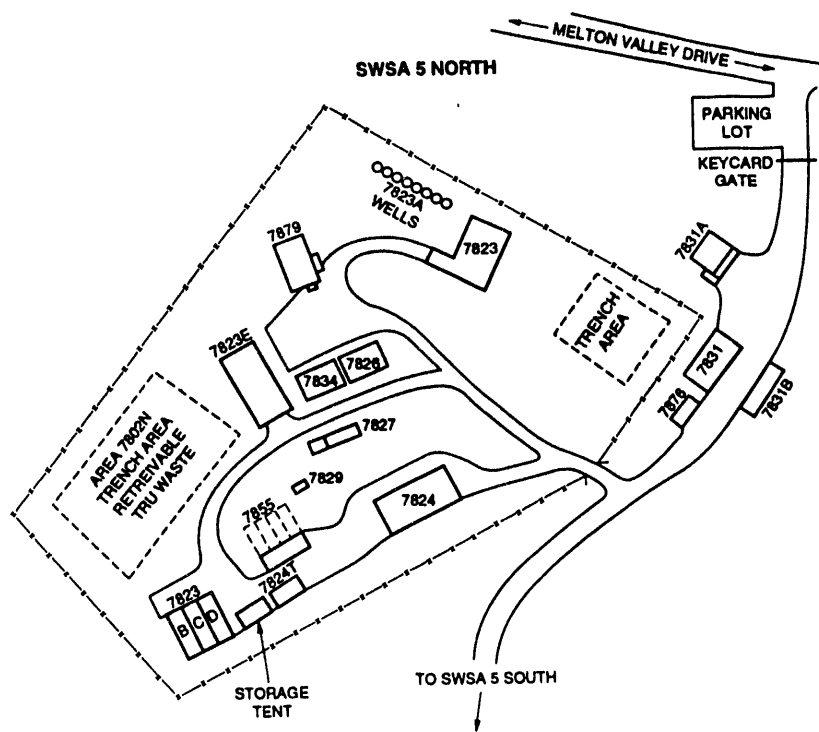 MELTON VALLEY DRIVE
SWSA 5 NORTH
PARKING
LOT
KEYCARD
GATE
7823A
WELLS
7879
7823
7831A
TRENCH
AREA
7823E
7834
7826
7831
7831B
7876
7827
AREA 7802N
TRENCH AREA
RETREIVABLE
TRU WASTE
7829
7824
7855
7824T
7823
B C D
STORAGE
TENT
TO SWSA 5 SOUTH